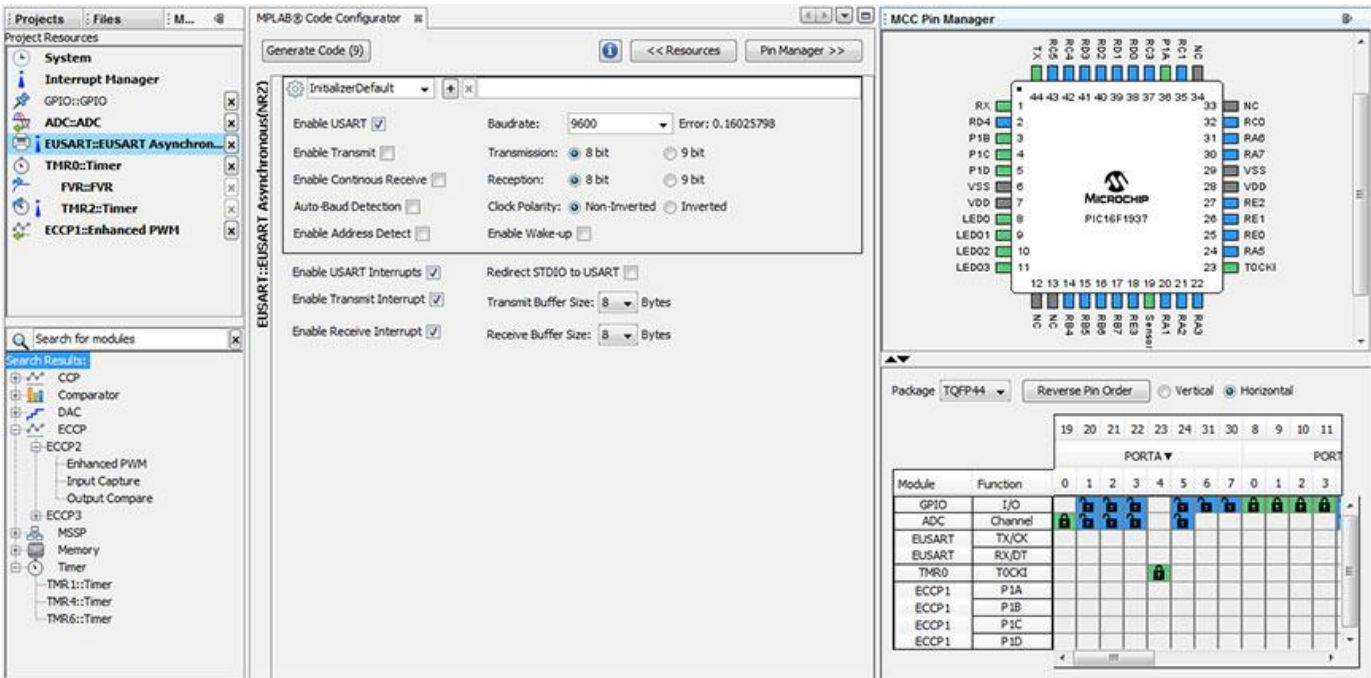 Projects Files M...
Project Resources
System
Interrupt Manager
GPIO::GPIO
ADC::ADC
EUSART::EUSART Asynchron...
TMR0::Timer
FVR::FVR
TMR2::Timer
ECCP1::Enhanced PWM
Search for modules
Search Results:
CCP
Comparator
DAC
ECCP
ECCP2
Enhanced PWM
Input Capture
Output Compare
ECCP3
MSSP
Memory
Timer
TMR1::Timer
TMR4::Timer
TMR6::Timer
MPLAB® Code Configurator
Generate Code (9) << Resources Pin Manager >>
EUSART::EUSART Asynchronous(NR2)
InitializerDefault
Enable USART Baudrate: 9600 Error: 0.16025798
Enable Transmit Transmission: 8 bit 9 bit
Enable Continous Receive Reception: 8 bit 9 bit
Auto-Baud Detection Clock Polarity: Non-Inverted Inverted
Enable Address Detect Enable Wake-up
Enable USART Interrupts Redirect STDIO to USART
Enable Transmit Interrupt Transmit Buffer Size: 8 Bytes
Enable Receive Interrupt Receive Buffer Size: 8 Bytes
MCC Pin Manager
TX RC5 RC4 RD3 RD2 RD1 RD0 RC3 P1A RC1 NC
44 43 42 41 40 39 38 37 36 35 34
RX 1 33 NC
RD4 2 32 RC0
P1B 3 31 RA6
P1C 4 30 RA7
P1D 5 29 VSS
VSS 6 28 VDD
VDD 7 27 RE2
LEDO 8 26 RE1
LEDO1 9 25 RE0
LEDO2 10 24 RA5
LEDO3 11 23 T0CKI
MICROCHIP
PIC16F1937
12 13 14 15 16 17 18 19 20 21 22
NC NC RB4 RB5 RB6 RB7 RE3 Sensor RA1 RA2 RA3
Package TQFP44 Reverse Pin Order Vertical Horizontal
19 20 21 22 23 24 31 30 8 9 10 11
PORTA▼ PORT
Module Function 0 1 2 3 4 5 6 7 0 1 2 3
GPIO I/O
ADC Channel
EUSART TX/CK
EUSART RX/DT
TMR0 T0CKI
ECCP1 P1A
ECCP1 P1B
ECCP1 P1C
ECCP1 P1D